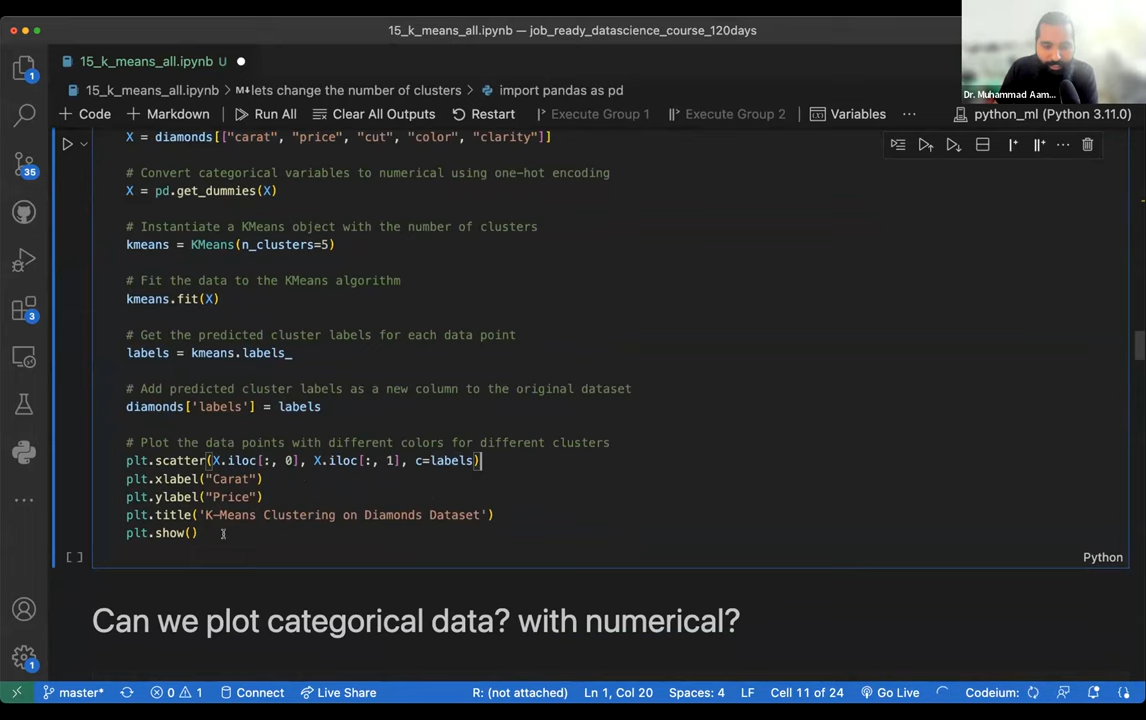 15_k_means_all.ipynb — job_ready_datascience_course_120days
15_k_means_all.ipynb U
15_k_means_all.ipynb > M↓lets change the number of clusters > import pandas as pd
+ Code + Markdown Run All Clear All Outputs Restart Execute Group 1 Execute Group 2 Variables ... python_ml (Python 3.11.0)
Dr. Muhammad Aam...
X = diamonds[["carat", "price", "cut", "color", "clarity"]]
# Convert categorical variables to numerical using one-hot encoding
X = pd.get_dummies(X)
# Instantiate a KMeans object with the number of clusters
kmeans = KMeans(n_clusters=5)
# Fit the data to the KMeans algorithm
kmeans.fit(X)
# Get the predicted cluster labels for each data point
labels = kmeans.labels_
# Add predicted cluster labels as a new column to the original dataset
diamonds['labels'] = labels
# Plot the data points with different colors for different clusters
plt.scatter(X.iloc[:, 0], X.iloc[:, 1], c=labels)
plt.xlabel("Carat")
plt.ylabel("Price")
plt.title('K-Means Clustering on Diamonds Dataset')
plt.show()
[ ] Python
Can we plot categorical data? with numerical?
1
35
3
1
master* 0 1 Connect Live Share R: (not attached) Ln 1, Col 20 Spaces: 4 LF Cell 11 of 24 Go Live Codeium: {}